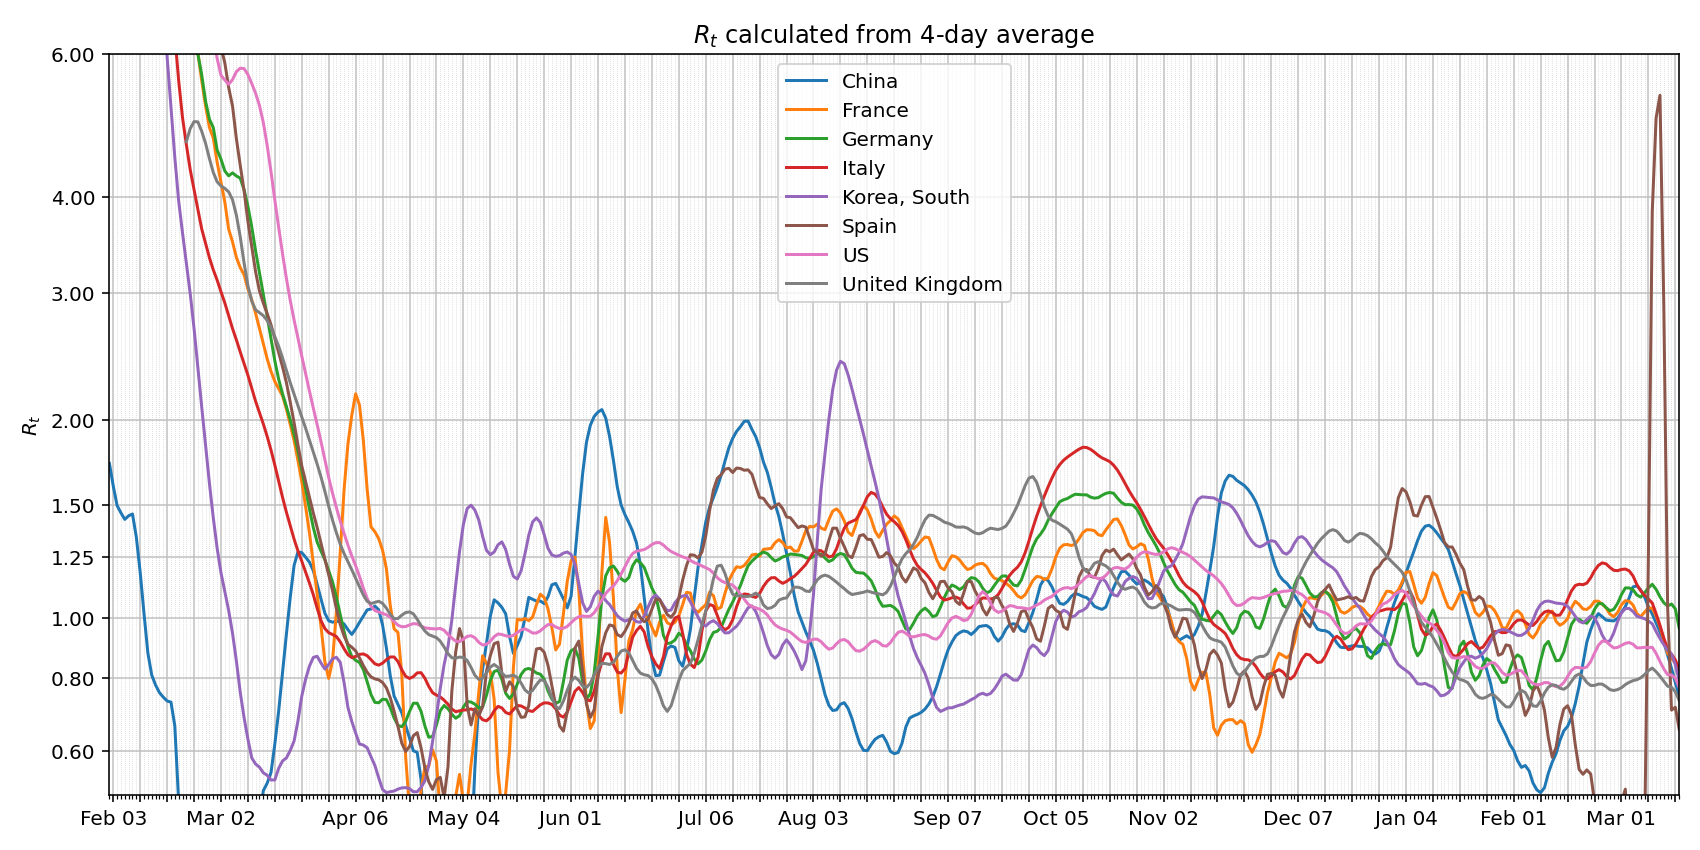 Rt calculated from 4-day average
6.00
4.00
3.00
2.00
1.50
1.25
1.00
0.80
0.60
Rt
China
France
Germany
Italy
Korea, South
Spain
US
United Kingdom
Feb 03 Mar 02 Apr 06 May 04 Jun 01 Jul 06 Aug 03 Sep 07 Oct 05 Nov 02 Dec 07 Jan 04 Feb 01 Mar 01